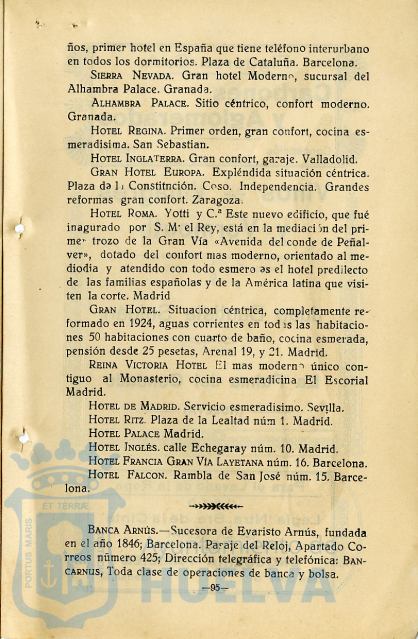 ños, primer hotel en España que tiene teléfono interurbano
en todos los dormitorios. Plaza de Cataluña. Barcelona.
SIERRA NEVADA. Gran hotel Moderno, sucursal del
Alhambra Palace. Granada.
ALHAMBRA PALACE. Sitio céntrico, confort moderno.
Granada.
HOTEL REGINA. Primer orden, gran confort, cocina es-
meradisima. San Sebastian.
HOTEL INGLATERRA. Gran confort, garaje. Valladolid.
GRAN HOTEL EUROPA. Expléndida situación céntrica.
Plaza de la Constitnción. Coso. Independencia. Grandes
reformas gran confort. Zaragoza.
HOTEL ROMA. Yotti y C.ª Este nuevo edificio, que fué
inagurado por S. M. el Rey, está en la mediación del pri-
mer trozo de la Gran Vía «Avenida del conde de Peñal-
ver», dotado del confort mas moderno, orientado al me-
diodia y atendido con todo esmero es el hotel predilecto
de las familias españolas y de la América latina que visi-
ten la corte. Madrid
GRAN HOTEL. Situacion céntrica, completamente re-
formado en 1924, aguas corrientes en todas las habitacio-
nes 50 habitaciones con cuarto de baño, cocina esmerada,
pensión desde 25 pesetas, Arenal 19, y 21. Madrid.
REINA VICTORIA HOTEL El mas moderno único con-
tiguo al Monasterio, cocina esmeradicina El Escorial
Madrid.
HOTEL DE MADRID. Servicio esmeradisimo. Sevilla.
HOTEL RITZ. Plaza de la Lealtad núm 1. Madrid.
HOTEL PALACE Madrid.
HOTEL INGLÉS. calle Echegaray núm. 10. Madrid.
HOTEL FRANCIA GRAN VÍA LAYETANA núm. 16. Barcelona.
HOTEL FALCON. Rambla de San José núm. 15. Barce-
lona.
BANCA ARNÚS.—Sucesora de Evaristo Arnús, fundada
en el año 1846; Barcelona. Pasaje del Reloj, Apartado Co-
rreos número 425; Dirección telegráfica y telefónica: BAN-
CARNUS, Toda clase de operaciones de banca y bolsa.
—95—
PORTUS MARIS
ET TERRÆ
HUELVA